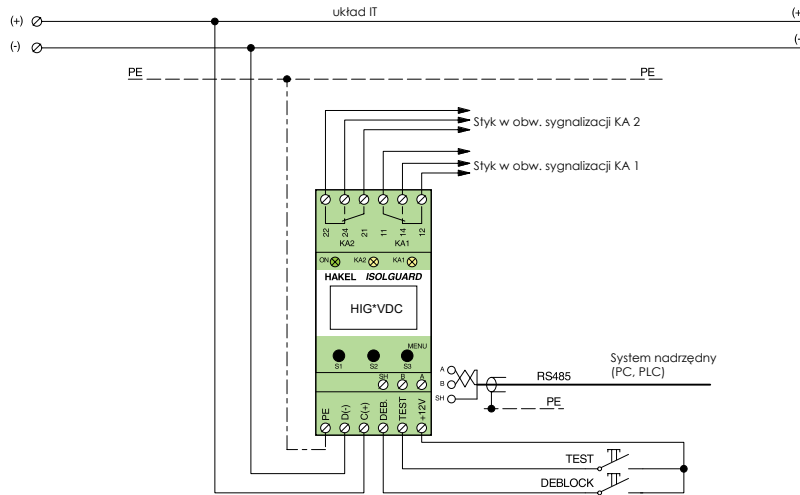 układ IT
(+)
(+
(-)
(-
PE
PE
Styk w obw. sygnalizacji KA 2
Styk w obw. sygnalizacji KA 1
22 24 21 11 14 12
KA2 KA1
ON KA2 KA1
HAKEL ISOLGUARD
HIG*VDC
MENU
S1 S2 S3
SH B A
PE D(-) C(+) DEB. TEST +12V
A
B
SH
RS485
System nadrzędny
(PC, PLC)
PE
TEST
DEBLOCK